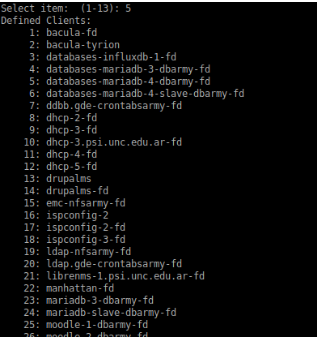 Select item:  (1-13): 5
Defined Clients:
     1: bacula-fd
     2: bacula-tyrion
     3: databases-influxdb-1-fd
     4: databases-mariadb-3-dbarmy-fd
     5: databases-mariadb-4-dbarmy-fd
     6: databases-mariadb-4-slave-dbarmy-fd
     7: ddbb.gde-crontabsarmy-fd
     8: dhcp-2-fd
     9: dhcp-3-fd
    10: dhcp-3.psi.unc.edu.ar-fd
    11: dhcp-4-fd
    12: dhcp-5-fd
    13: drupalms
    14: drupalms-fd
    15: emc-nfsarmy-fd
    16: ispconfig-2
    17: ispconfig-2-fd
    18: ispconfig-3-fd
    19: ldap-nfsarmy-fd
    20: ldap.gde-crontabsarmy-fd
    21: librenms-1.psi.unc.edu.ar-fd
    22: manhattan-fd
    23: mariadb-3-dbarmy-fd
    24: mariadb-slave-dbarmy-fd
    25: moodle-1-dbarmy-fd
    26: moodle-2-dbarmy-fd